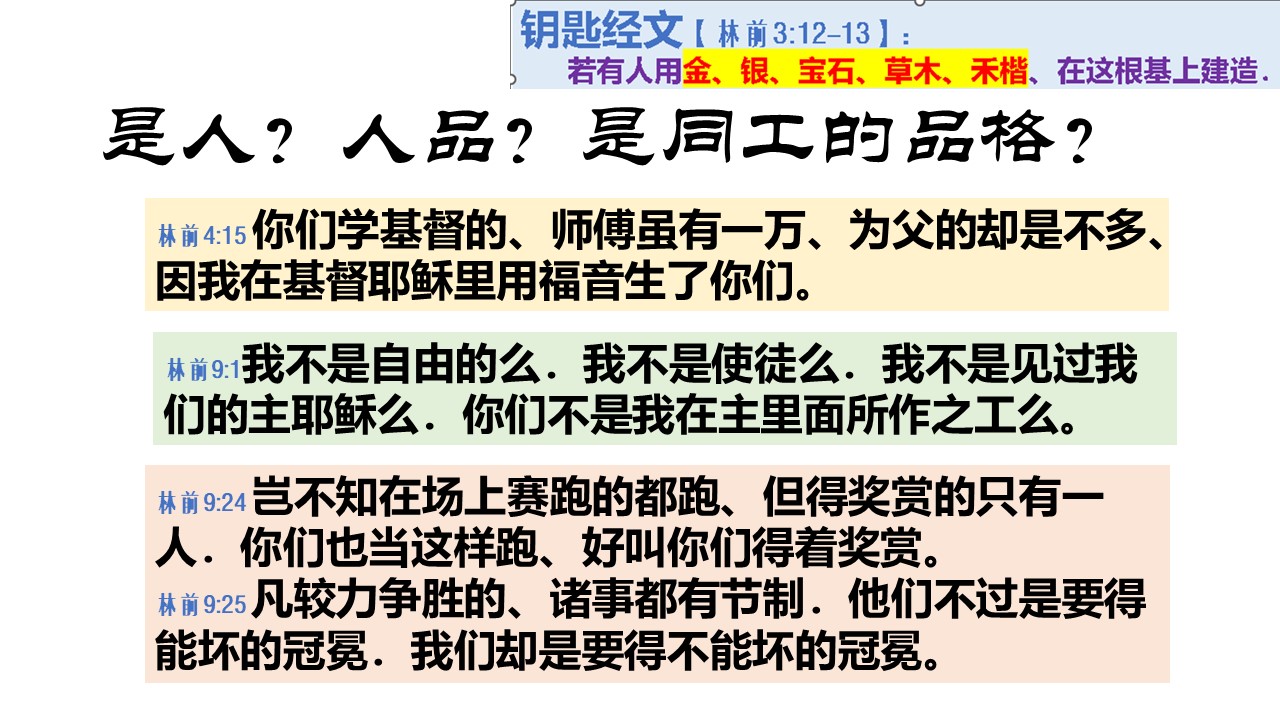 钥匙经文【林前3:12-13】：
若有人用金、银、宝石、草木、禾楷、在这根基上建造．
是人？人品？是同工的品格？
林前4:15 你们学基督的、师傅虽有一万、为父的却是不多、
因我在基督耶稣里用福音生了你们。
林前9:1我不是自由的么．我不是使徒么．我不是见过我
们的主耶稣么．你们不是我在主里面所作之工么。
林前9:24 岂不知在场上赛跑的都跑、但得奖赏的只有一
人．你们也当这样跑、好叫你们得着奖赏。
林前9:25 凡较力争胜的、诸事都有节制．他们不过是要得
能坏的冠冕．我们却是要得不能坏的冠冕。